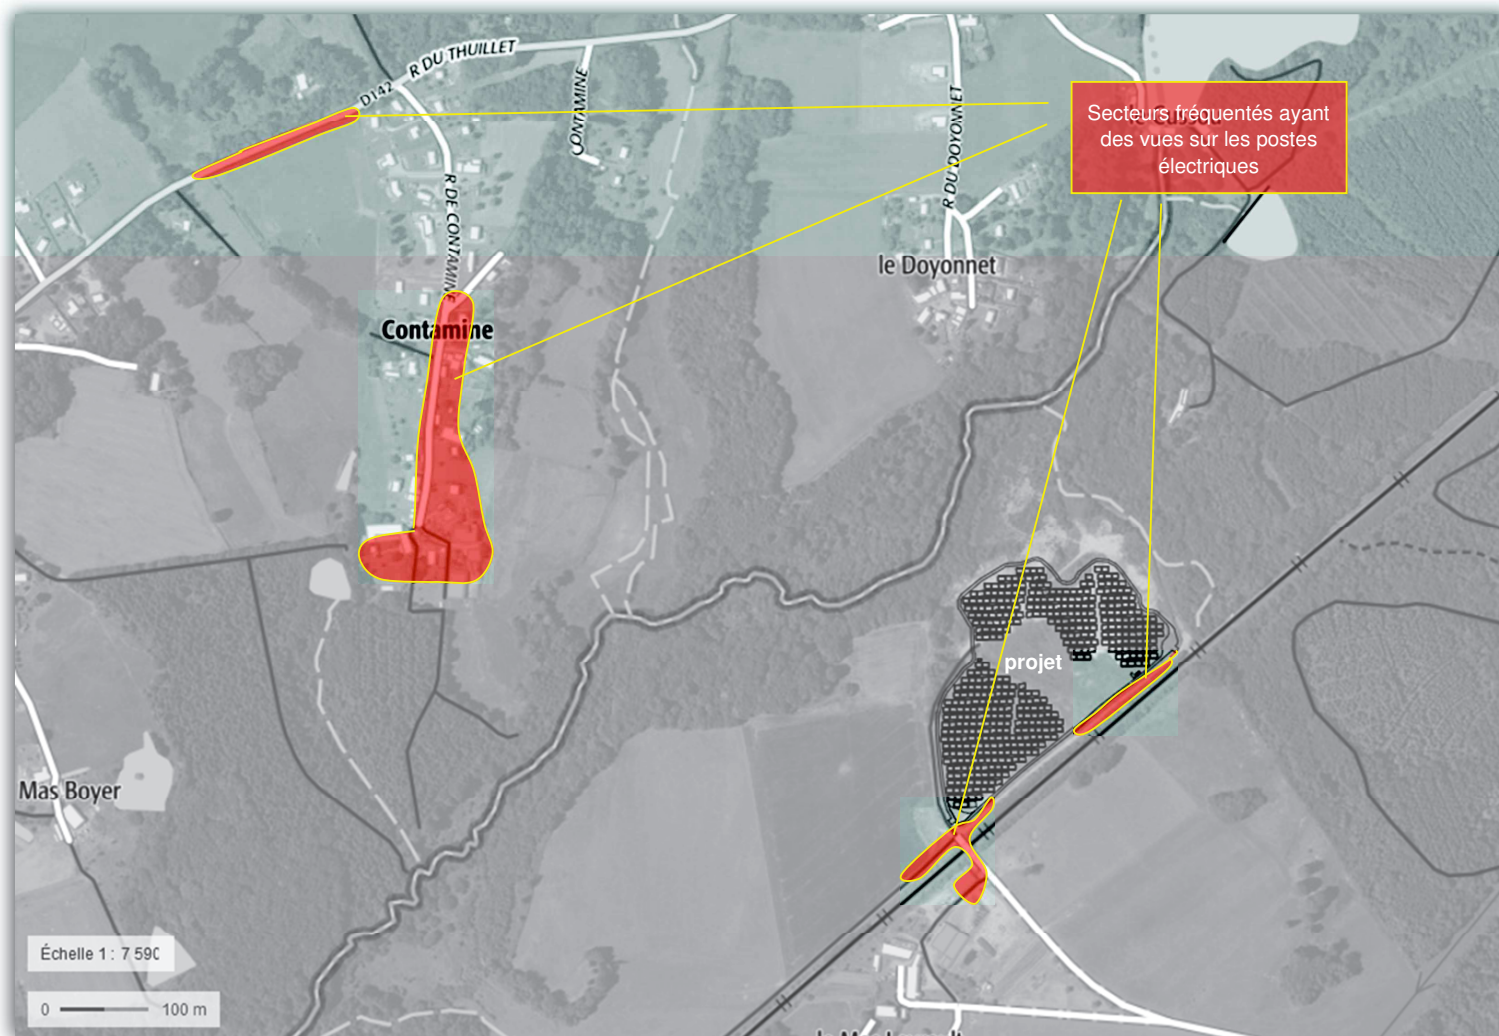 R DU THUILLET
D142
CONTAMINE
R DU DOYONNET
Secteurs fréquentés ayant
des vues sur les postes
électriques
R DE CONTAMINE
le Doyonnet
Contamine
projet
Mas Boyer
Échelle 1 : 7 590
0 100 m